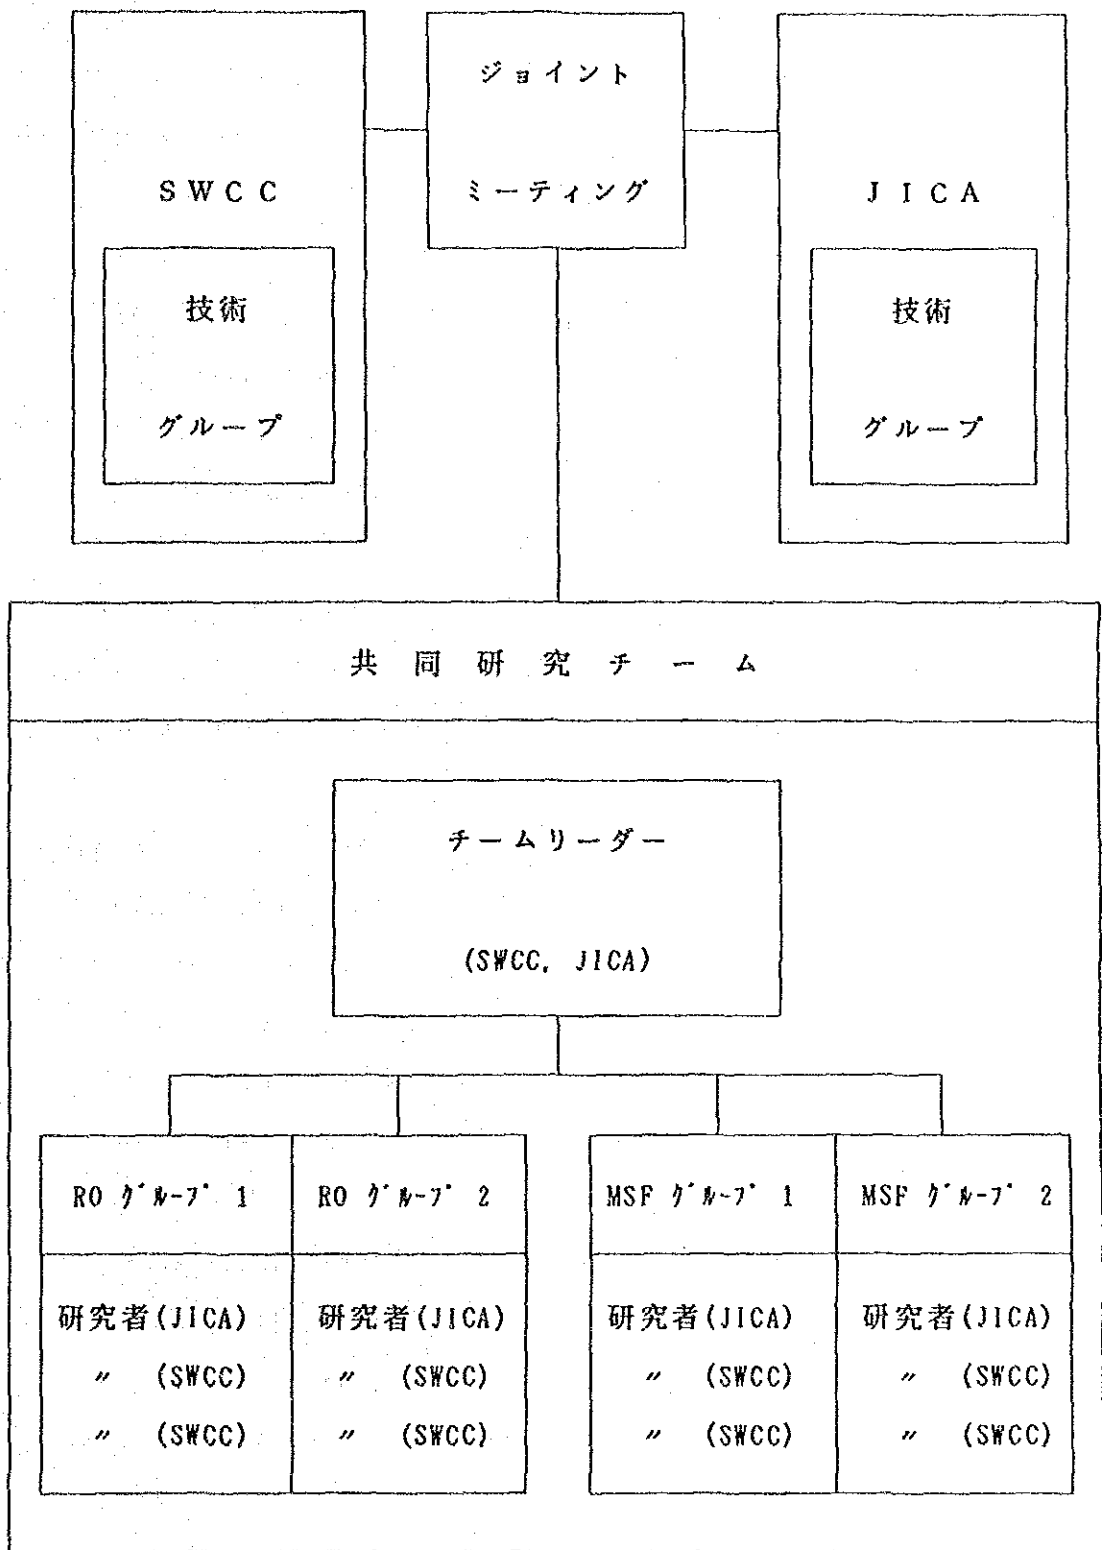 ジョイント
ミーティング
SWCC
技術
グループ
JICA
技術
グループ
共同研究チーム
チームリーダー
(SWCC, JICA)
RO グループ 1
RO グループ 2
MSF グループ 1
MSF グループ 2
研究者(JICA)
〃 (SWCC)
〃 (SWCC)
研究者(JICA)
〃 (SWCC)
〃 (SWCC)
研究者(JICA)
〃 (SWCC)
〃 (SWCC)
研究者(JICA)
〃 (SWCC)
〃 (SWCC)